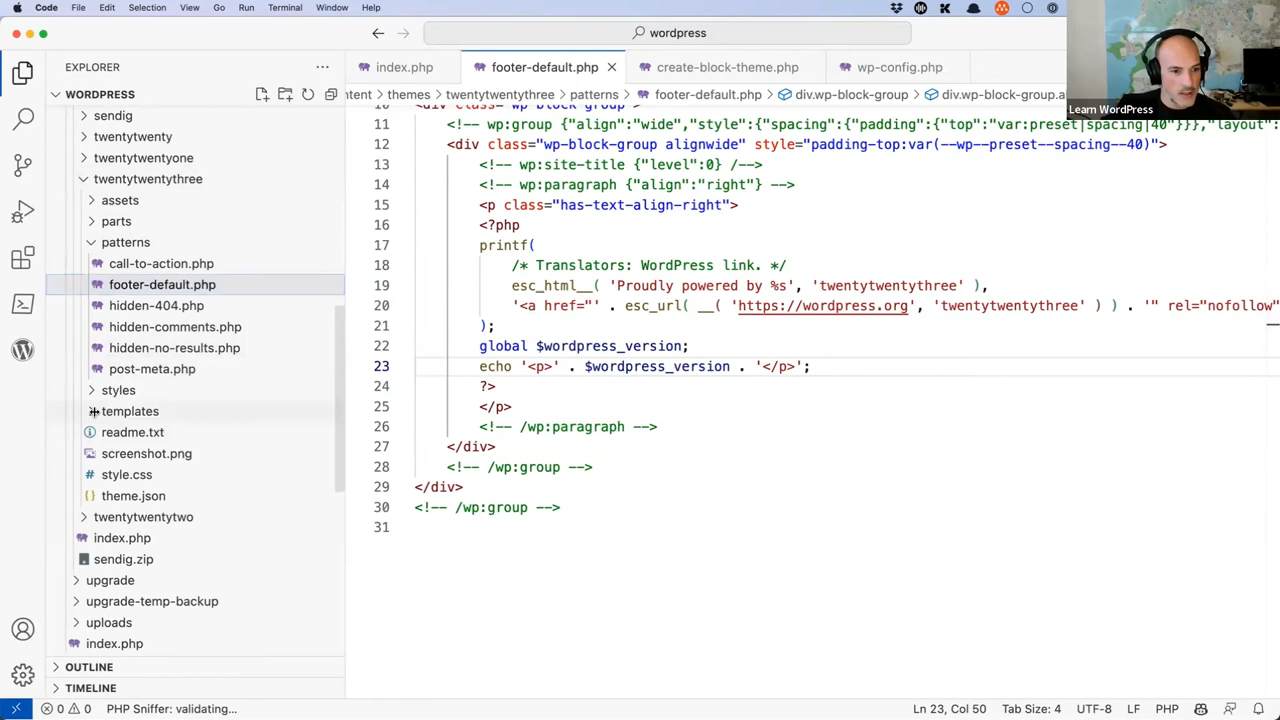 Code File Edit Selection View Go Run Terminal Window Help
wordpress
EXPLORER
index.php
footer-default.php
create-block-theme.php
wp-config.php
Learn WordPress
WORDPRESS
ntent > themes > twentytwentythree > patterns > footer-default.php > div.wp-block-group > div.wp-block-group.a
sendig
twentytwenty
twentytwentyone
twentytwentythree
assets
parts
patterns
call-to-action.php
footer-default.php
hidden-404.php
hidden-comments.php
hidden-no-results.php
post-meta.php
styles
templates
readme.txt
screenshot.png
style.css
theme.json
twentytwentytwo
index.php
sendig.zip
upgrade
upgrade-temp-backup
uploads
index.php
OUTLINE
TIMELINE
10 <div class="wp-block-group">
11 <!-- wp:group {"align":"wide","style":{"spacing":{"padding":{"top":"var:preset|spacing|40"}}},"layout":
12 <div class="wp-block-group alignwide" style="padding-top:var(--wp--preset--spacing--40)">
13 <!-- wp:site-title {"level":0} /-->
14 <!-- wp:paragraph {"align":"right"} -->
15 <p class="has-text-align-right">
16 <?php
17 printf(
18 /* Translators: WordPress link. */
19 esc_html__( 'Proudly powered by %s', 'twentytwentythree' ),
20 '<a href="' . esc_url( __( 'https://wordpress.org', 'twentytwentythree' ) ) . '" rel="nofollow"
21 );
22 global $wordpress_version;
23 echo '<p>' . $wordpress_version . '</p>';
24 ?>
25 </p>
26 <!-- /wp:paragraph -->
27 </div>
28 <!-- /wp:group -->
29 </div>
30 <!-- /wp:group -->
31
0 0 PHP Sniffer: validating...
Ln 23, Col 50 Tab Size: 4 UTF-8 LF PHP